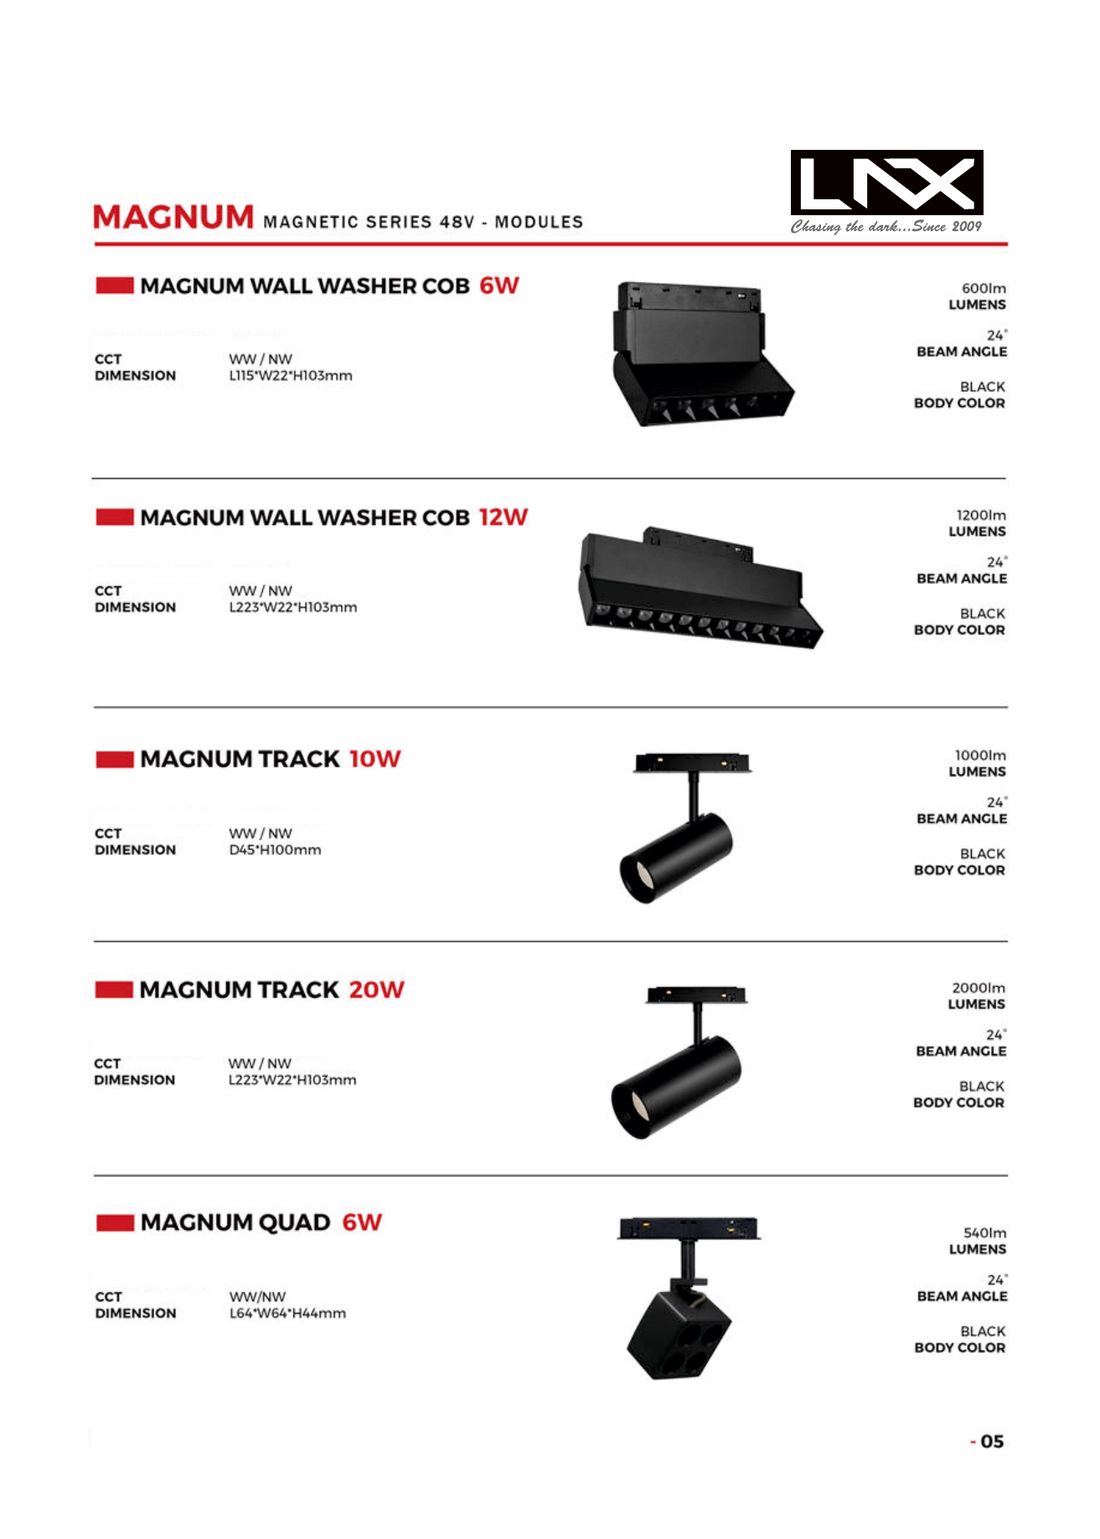 LNX
Chasing the dark...Since 2009
MAGNUM MAGNETIC SERIES 48V - MODULES
MAGNUM WALL WASHER COB 6W
CCT WW / NW
DIMENSION L115*W22*H103mm
600lm
LUMENS
24°
BEAM ANGLE
BLACK
BODY COLOR
MAGNUM WALL WASHER COB 12W
CCT WW / NW
DIMENSION L223*W22*H103mm
1200lm
LUMENS
24°
BEAM ANGLE
BLACK
BODY COLOR
MAGNUM TRACK 10W
CCT WW / NW
DIMENSION D45*H100mm
1000lm
LUMENS
24°
BEAM ANGLE
BLACK
BODY COLOR
MAGNUM TRACK 20W
CCT WW / NW
DIMENSION L223*W22*H103mm
2000lm
LUMENS
24°
BEAM ANGLE
BLACK
BODY COLOR
MAGNUM QUAD 6W
CCT WW/NW
DIMENSION L64*W64*H44mm
540lm
LUMENS
24°
BEAM ANGLE
BLACK
BODY COLOR
- 05